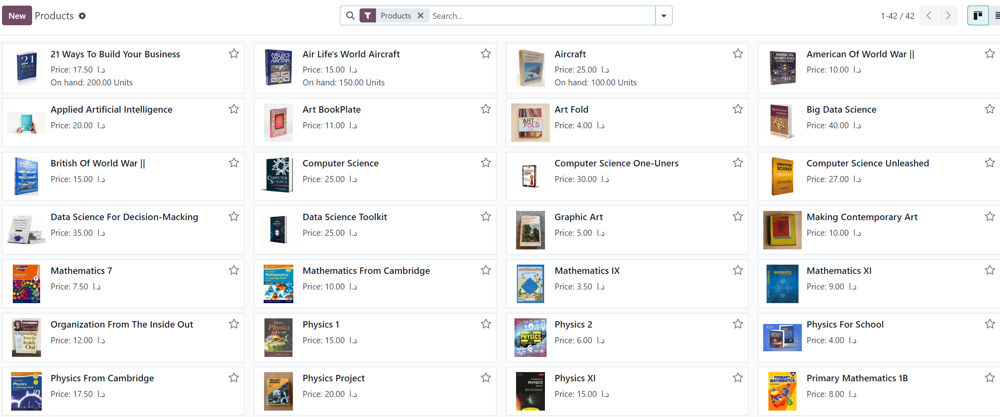 New Products Products × Search... 1-42 / 42
21 Ways To Build Your Business
Price: 17.50 د.ا
On hand: 200.00 Units
Air Life's World Aircraft
Price: 15.00 د.ا
On hand: 150.00 Units
Aircraft
Price: 25.00 د.ا
On hand: 100.00 Units
American Of World War ||
Price: 10.00 د.ا
Applied Artificial Intelligence
Price: 20.00 د.ا
Art BookPlate
Price: 11.00 د.ا
Art Fold
Price: 4.00 د.ا
Big Data Science
Price: 40.00 د.ا
British Of World War ||
Price: 15.00 د.ا
Computer Science
Price: 25.00 د.ا
Computer Science One-Uners
Price: 30.00 د.ا
Computer Science Unleashed
Price: 27.00 د.ا
Data Science For Decision-Macking
Price: 35.00 د.ا
Data Science Toolkit
Price: 25.00 د.ا
Graphic Art
Price: 5.00 د.ا
Making Contemporary Art
Price: 10.00 د.ا
Mathematics 7
Price: 7.50 د.ا
Mathematics From Cambridge
Price: 10.00 د.ا
Mathematics IX
Price: 3.50 د.ا
Mathematics XI
Price: 9.00 د.ا
Organization From The Inside Out
Price: 12.00 د.ا
Physics 1
Price: 15.00 د.ا
Physics 2
Price: 6.00 د.ا
Physics For School
Price: 4.00 د.ا
Physics From Cambridge
Price: 17.50 د.ا
Physics Project
Price: 20.00 د.ا
Physics XI
Price: 15.00 د.ا
Primary Mathematics 1B
Price: 8.00 د.ا